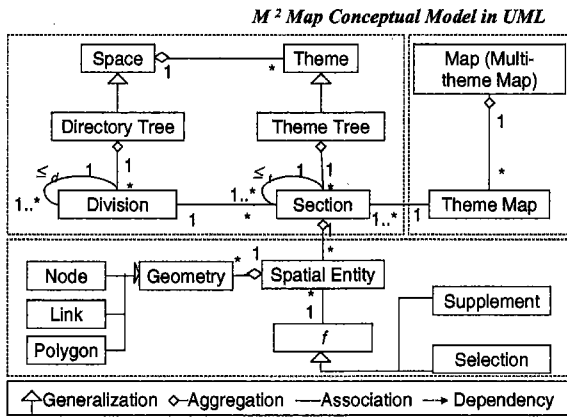 M 2 Map Conceptual Model in UML
Space
1
*
Theme
Map (Multi-
theme Map)
1
Directory Tree
Theme Tree
1
1
*
≤d
1
*
≤t
1
*
1..*
Division
1
1..*
*
Section
1..*
1
Theme Map
1
*
Node
Geometry
*
1
Spatial Entity
Link
*
1
Supplement
Polygon
f
Selection
Generalization
Aggregation
Association
Dependency